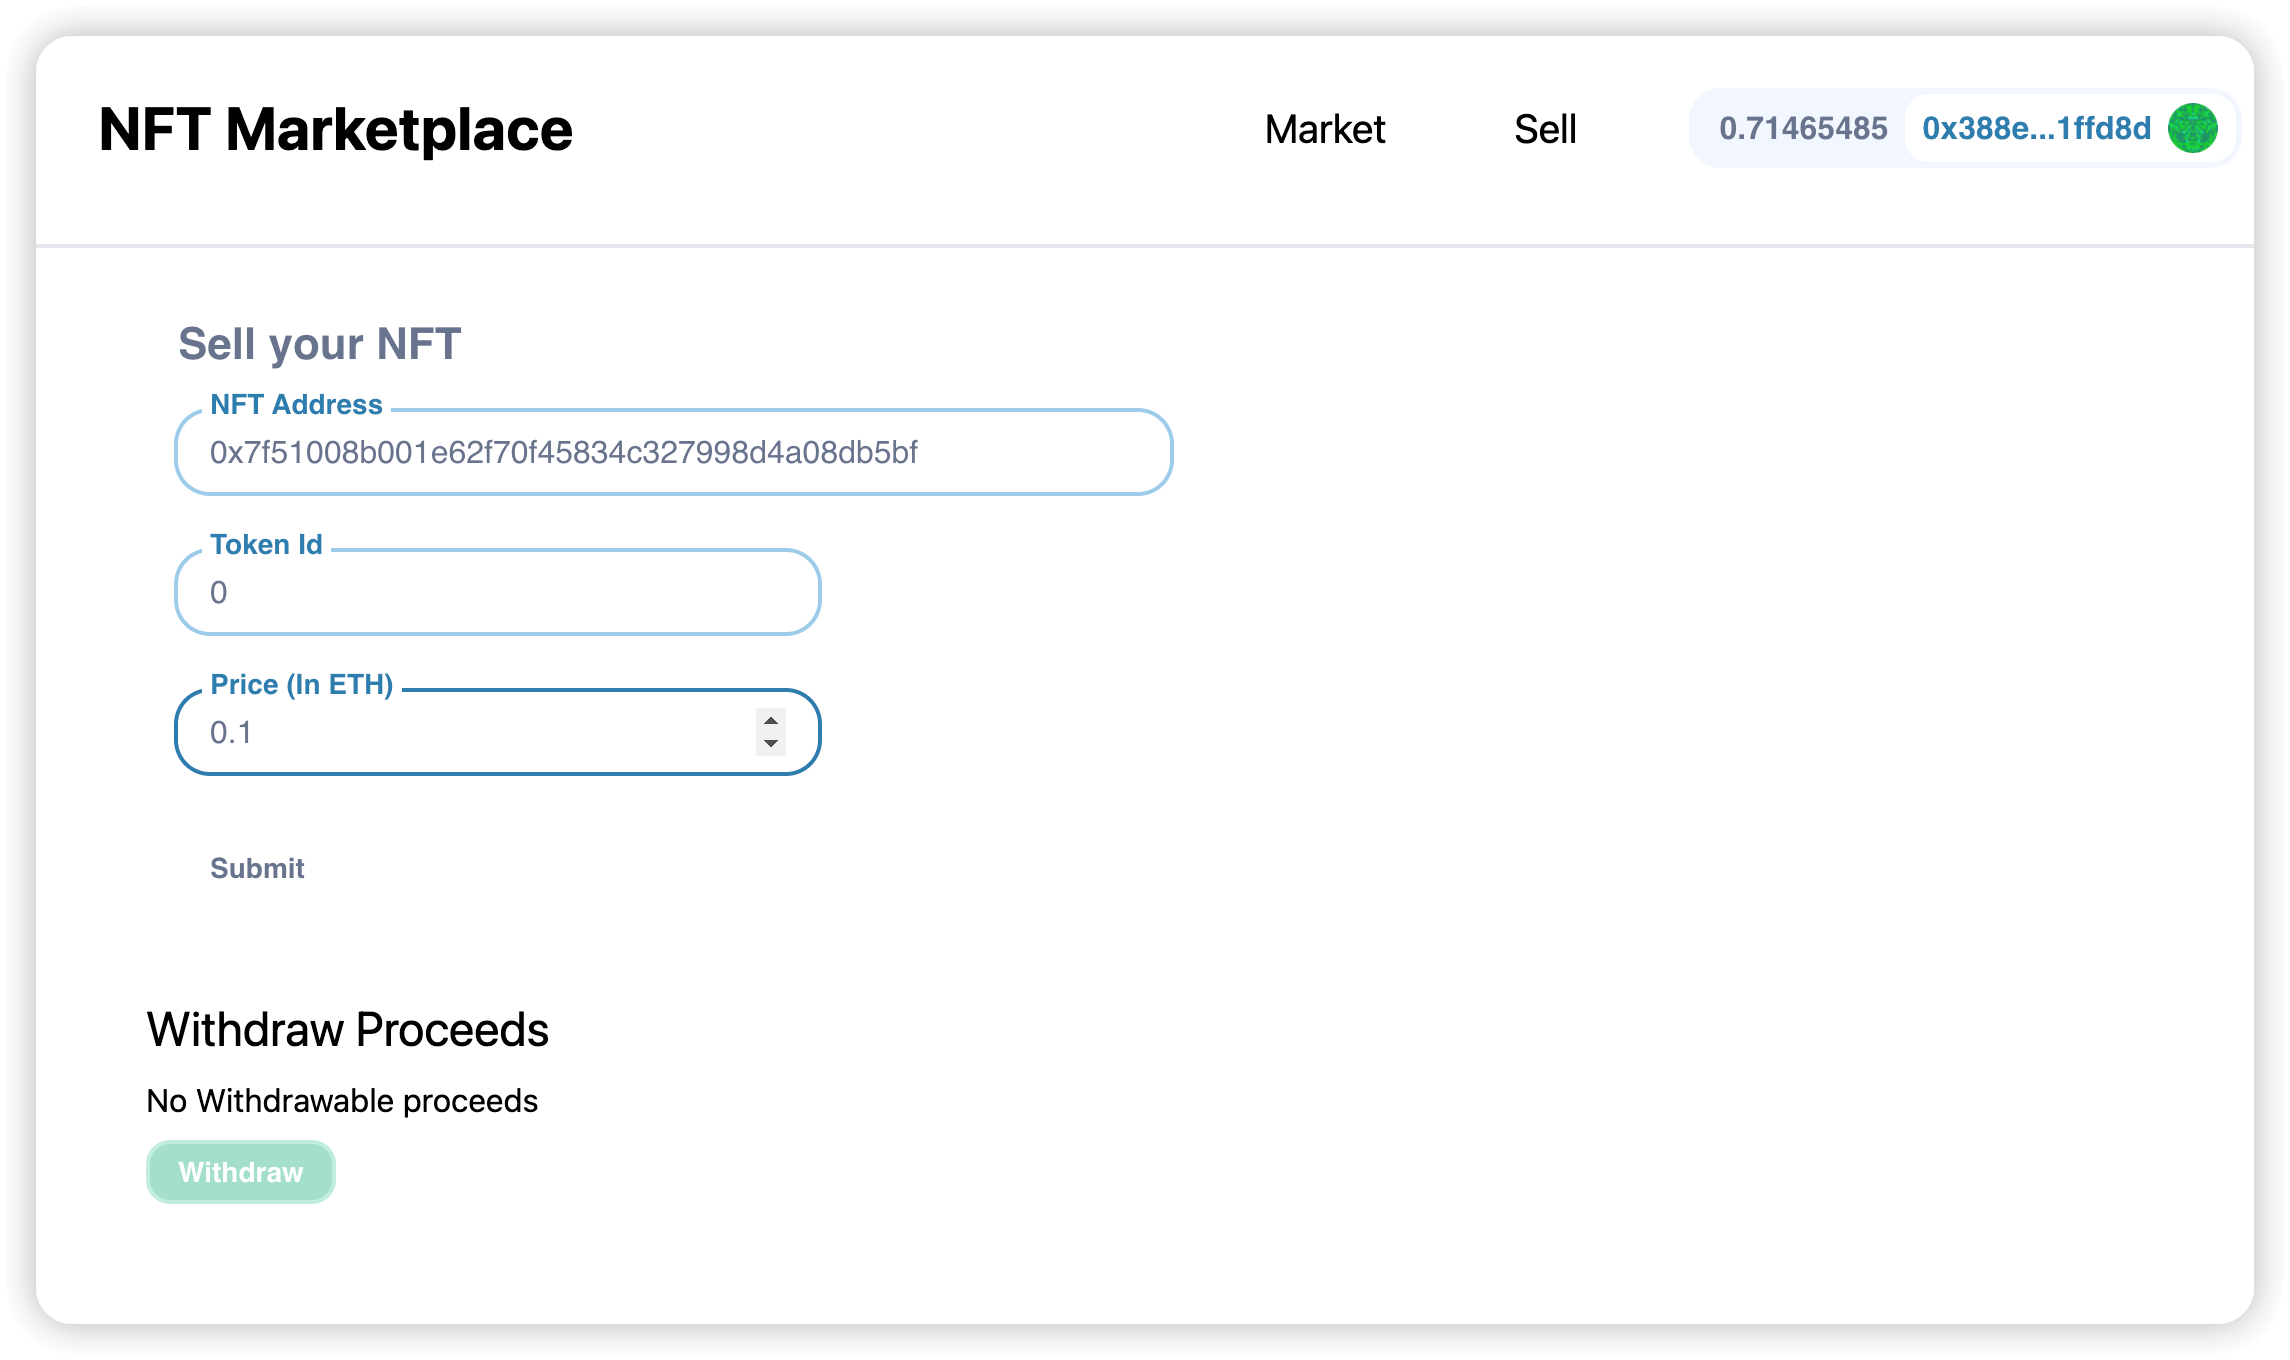 NFT Marketplace
Market
Sell
0.71465485
0x388e...1ffd8d
Sell your NFT
NFT Address
0x7f51008b001e62f70f45834c327998d4a08db5bf
Token Id
0
Price (In ETH)
0.1
Submit
Withdraw Proceeds
No Withdrawable proceeds
Withdraw